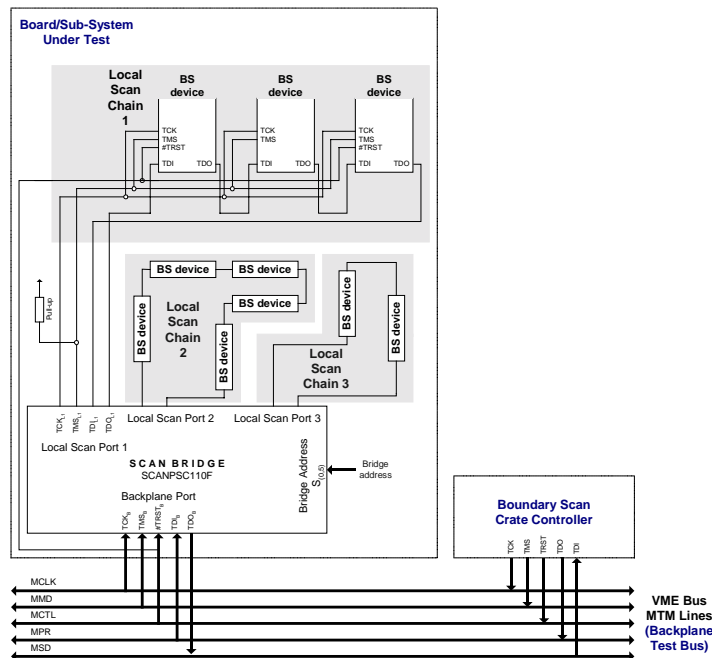 Board/Sub-System
Under Test
Local
Scan
Chain
1
BS
device
BS
device
BS
device
TCK
TMS
#TRST
TDI
TDO
TCK
TMS
TDI
TDO
TCK
TMS
#TRST
TDI
TDO
BS device
BS device
BS device
BS device
BS device
Local
Scan
Chain
2
BS device
BS device
Local
Scan
Chain 3
Pull-up
TCKL1
TMSL1
TDIL1
TDOL1
Local Scan Port 1
Local Scan Port 2
Local Scan Port 3
SCAN BRIDGE
SCANPSC110F
Backplane Port
Bridge Address
S(0,5)
Bridge
address
TCKB
TMSB
#TRSTB
TDIB
TDOB
Boundary Scan
Crate Controller
TCK
TMS
TRST
TDO
TDI
MCLK
MMD
MCTL
MPR
MSD
VME Bus
MTM Lines
(Backplane
Test Bus)